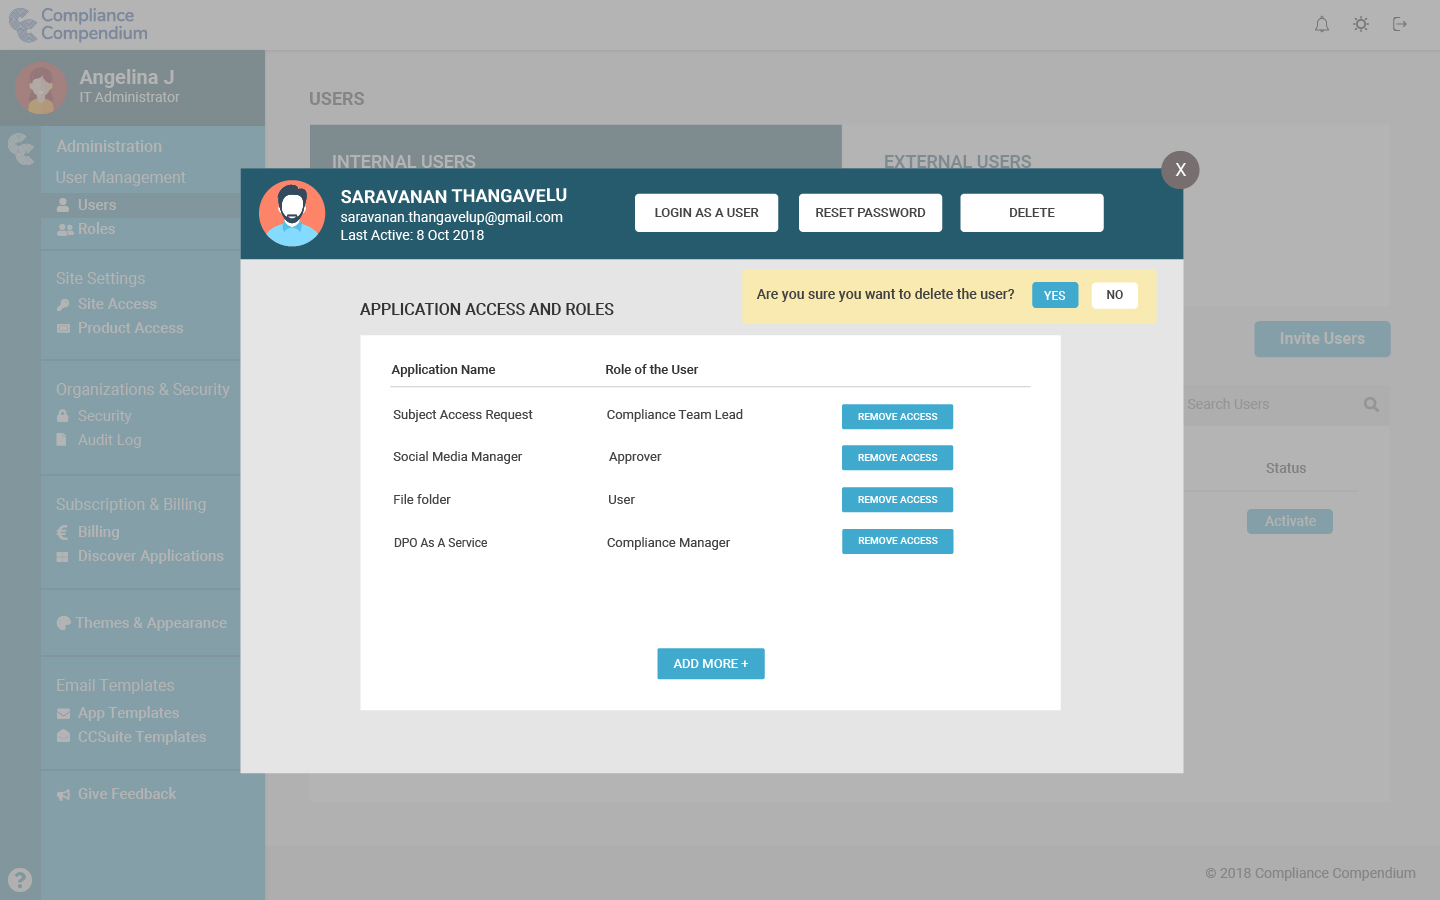 Compliance
Compendium
Angelina J
IT Administrator
Administration
User Management
Users
Roles
Site Settings
Site Access
Product Access
Organizations & Security
Security
Audit Log
Subscription & Billing
Billing
Discover Applications
Themes & Appearance
Email Templates
App Templates
CCSuite Templates
Give Feedback
?
USERS
INTERNAL USERS
EXTERNAL USERS
X
SARAVANAN THANGAVELU
saravanan.thangavelup@gmail.com
Last Active: 8 Oct 2018
LOGIN AS A USER
RESET PASSWORD
DELETE
Are you sure you want to delete the user?
YES
NO
APPLICATION ACCESS AND ROLES
Application Name
Role of the User
Subject Access Request
Compliance Team Lead
REMOVE ACCESS
Social Media Manager
Approver
REMOVE ACCESS
File folder
User
REMOVE ACCESS
DPO As A Service
Compliance Manager
REMOVE ACCESS
ADD MORE +
Invite Users
Search Users
Status
Activate
© 2018 Compliance Compendium